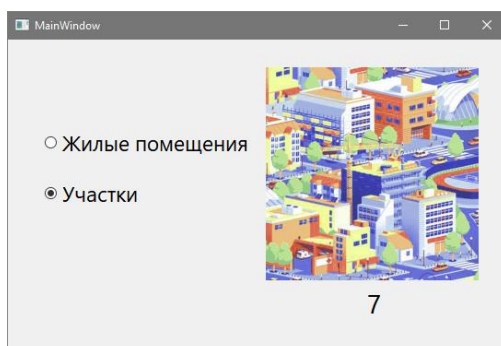 MainWindow
Жилые помещения
Участки
7